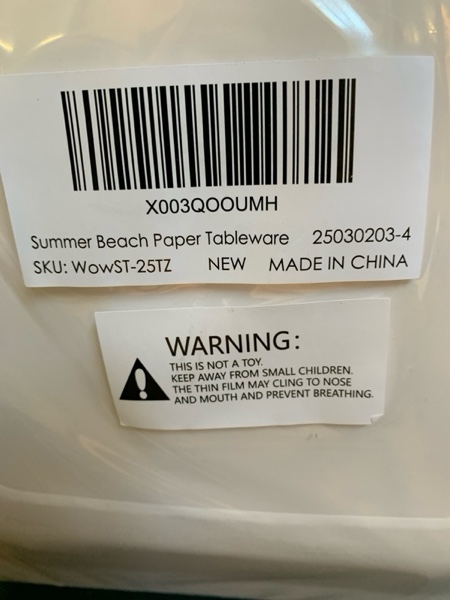 X003QOOUMH
Summer Beach Paper Tableware 25030203-4
SKU: WowST-25TZ NEW MADE IN CHINA
WARNING:
THIS IS NOT A TOY.
KEEP AWAY FROM SMALL CHILDREN.
THE THIN FILM MAY CLING TO NOSE
AND MOUTH AND PREVENT BREATHING.